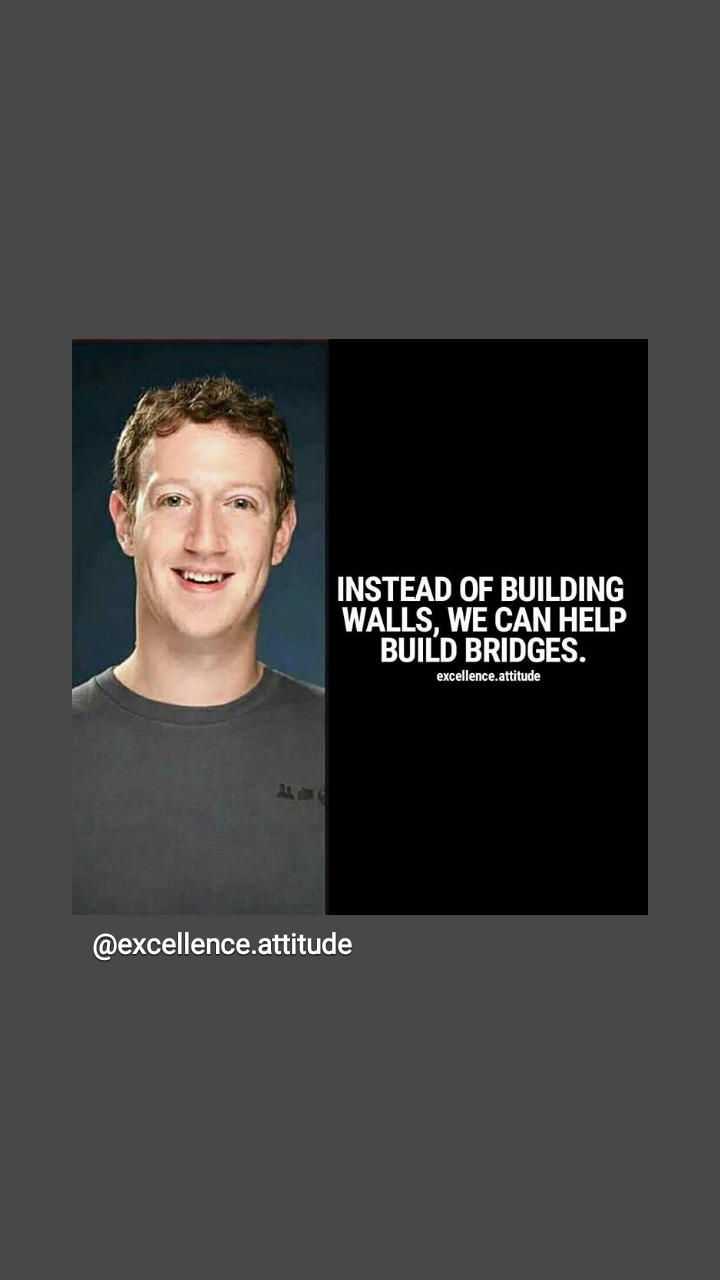 INSTEAD OF BUILDING
WALLS, WE CAN HELP
BUILD BRIDGES.
excellence.attitude
@excellence.attitude